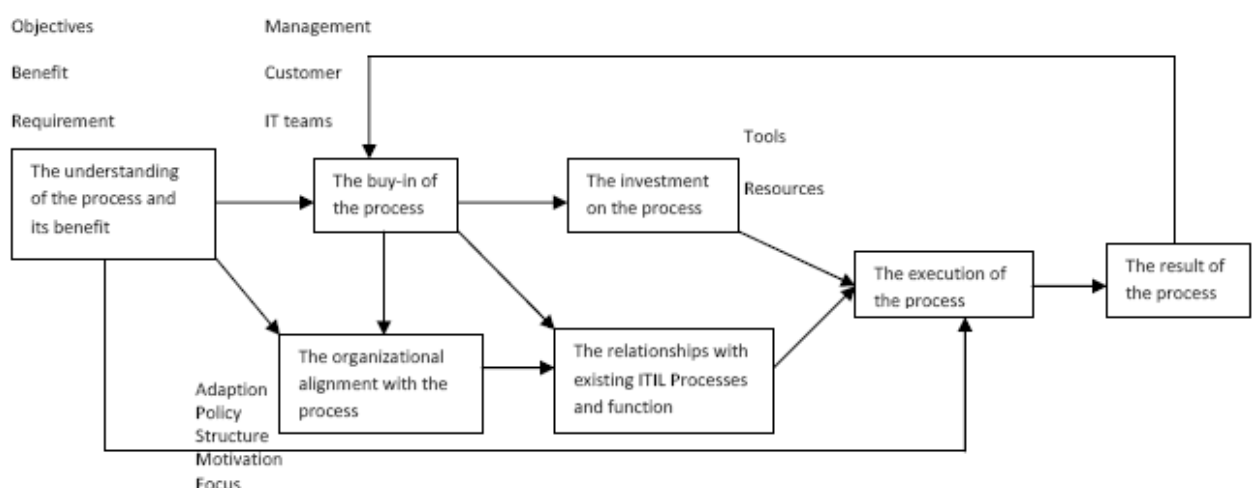 Objectives
Management
Benefit
Customer
Requirement
IT teams
Tools
Resources
The understanding
of the process and
its benefit
The buy-in of
the process
The investment
on the process
The execution of
the process
The result of
the process
The organizational
alignment with the
process
The relationships with
existing ITIL Processes
and function
Adaption
Policy
Structure
Motivation
Focus